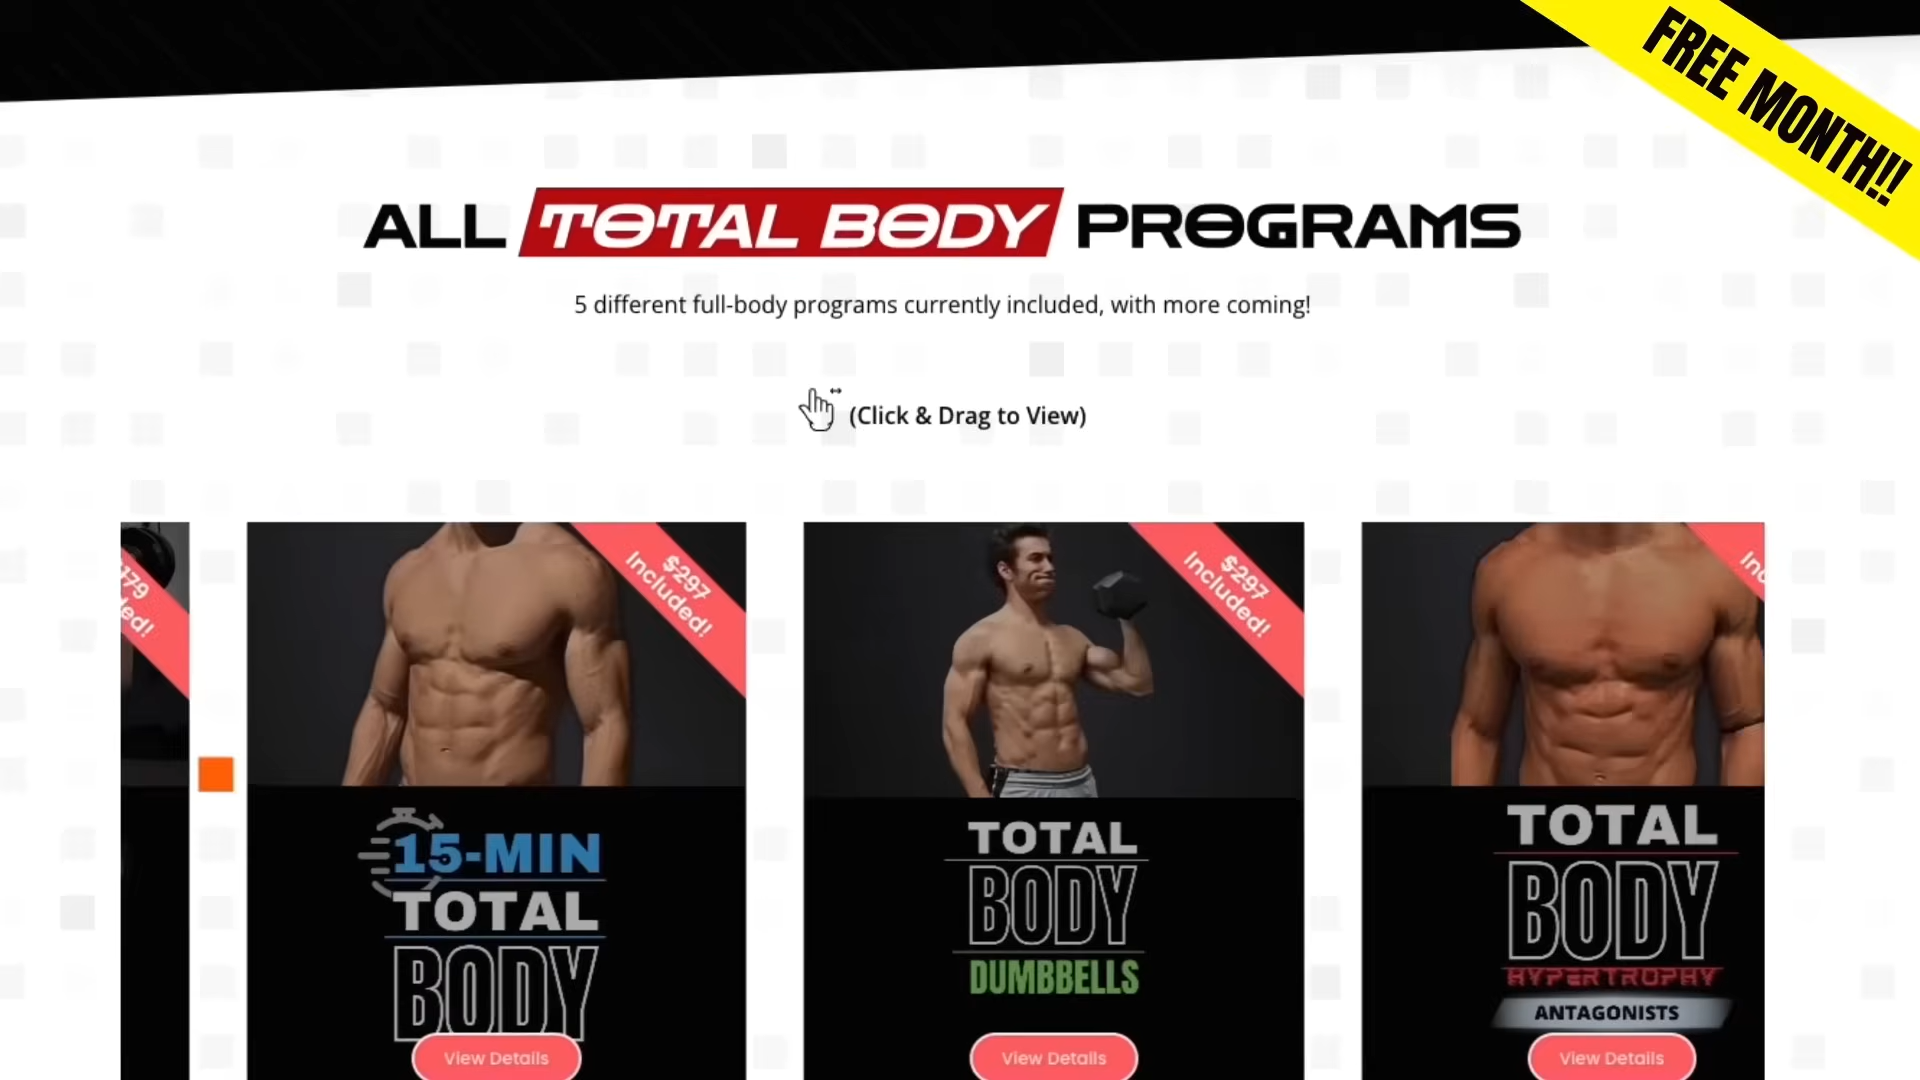 FREE MONTH!!
ALL TOTAL BODY PROGRAMS
5 different full-body programs currently included, with more coming!
(Click & Drag to View)
$297
Included!
15-MIN
TOTAL
BODY
View Details
$297
Included!
TOTAL
BODY
DUMBBELLS
View Details
TOTAL
BODY
HYPERTROPHY
ANTAGONISTS
View Details